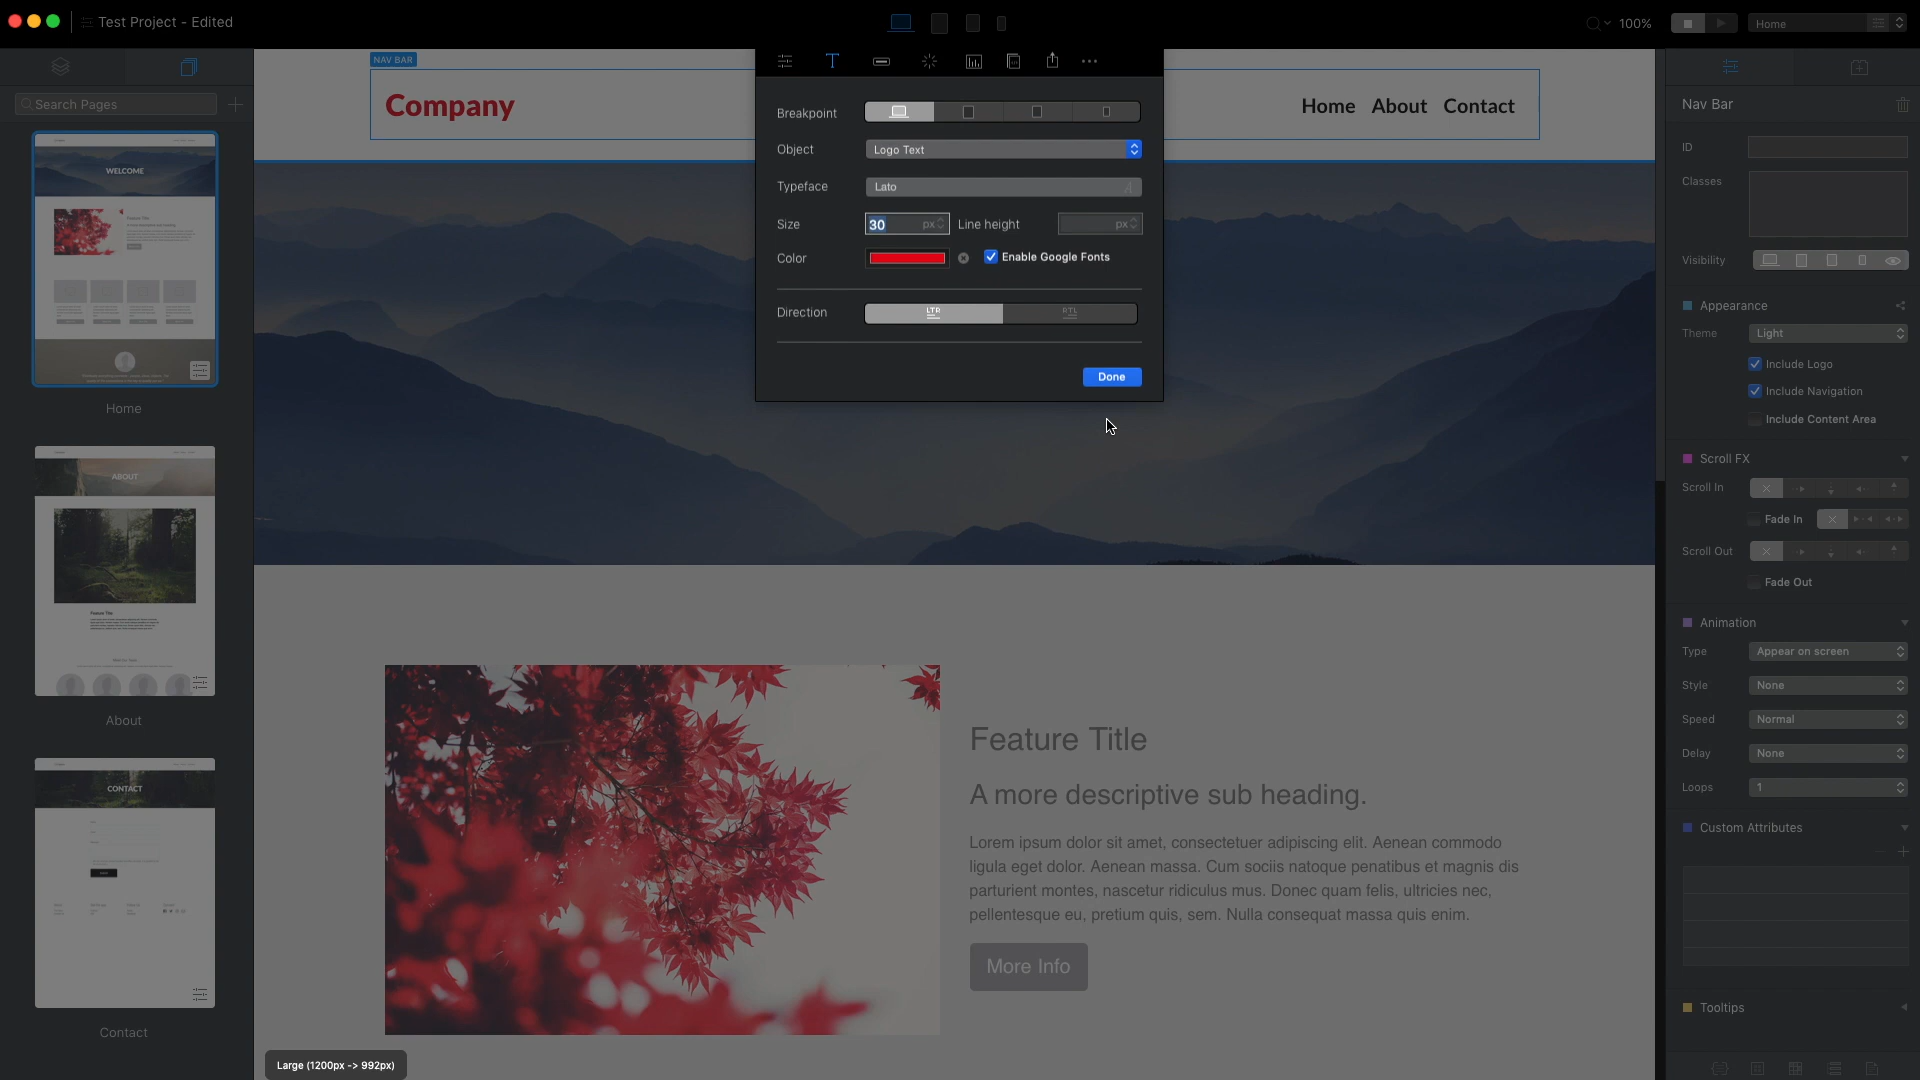 Test Project - Edited
100%
Home
NAV BAR
Search Pages
Company
Home About Contact
Breakpoint
Object Logo Text
Typeface Lato
Size 30 px Line height px
Color Enable Google Fonts
Direction LTR RTL
Done
WELCOME
Home
ABOUT
About
CONTACT
Contact
Feature Title
A more descriptive sub heading.
Lorem ipsum dolor sit amet, consectetuer adipiscing elit. Aenean commodo
ligula eget dolor. Aenean massa. Cum sociis natoque penatibus et magnis dis
parturient montes, nascetur ridiculus mus. Donec quam felis, ultricies nec,
pellentesque eu, pretium quis, sem. Nulla consequat massa quis enim.
More Info
Large (1200px -> 992px)
Nav Bar
ID
Classes
Visibility
Appearance
Theme Light
Include Logo
Include Navigation
Include Content Area
Scroll FX
Scroll In
Fade In
Scroll Out
Fade Out
Animation
Type Appear on screen
Style None
Speed Normal
Delay None
Loops 1
Custom Attributes
Tooltips